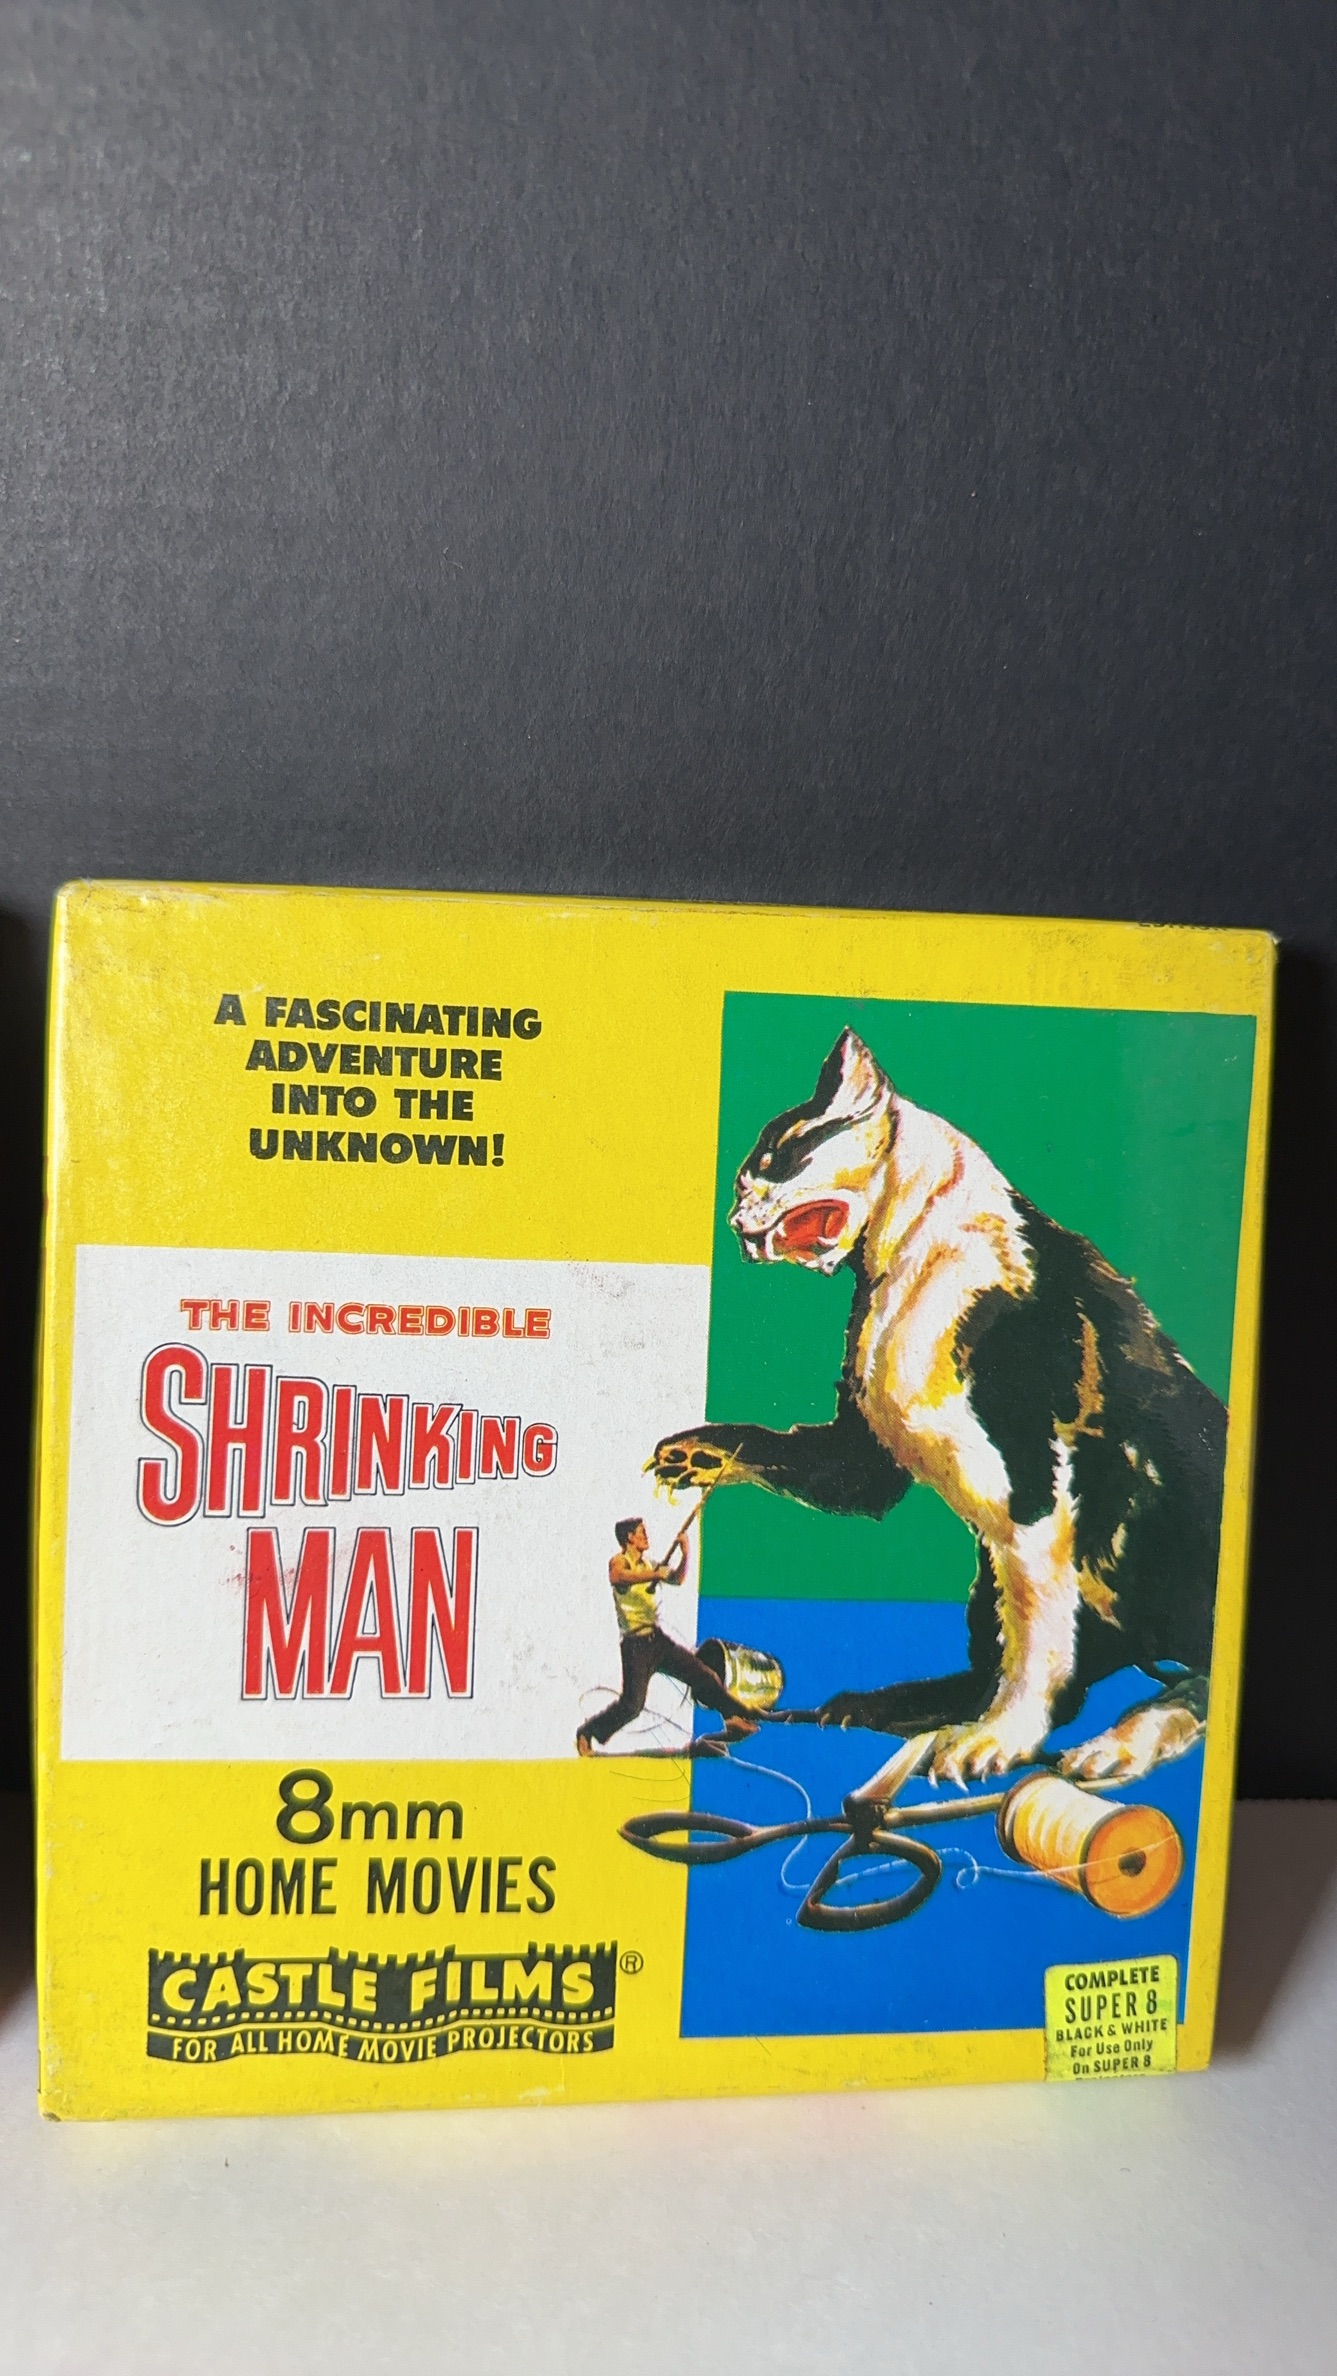 A FASCINATING
ADVENTURE
INTO THE
UNKNOWN!
THE INCREDIBLE
SHRINKING
MAN
8mm
HOME MOVIES
CASTLE FILMS®
FOR ALL HOME MOVIE PROJECTORS
COMPLETE
SUPER 8
BLACK & WHITE
For Use Only
On SUPER 8